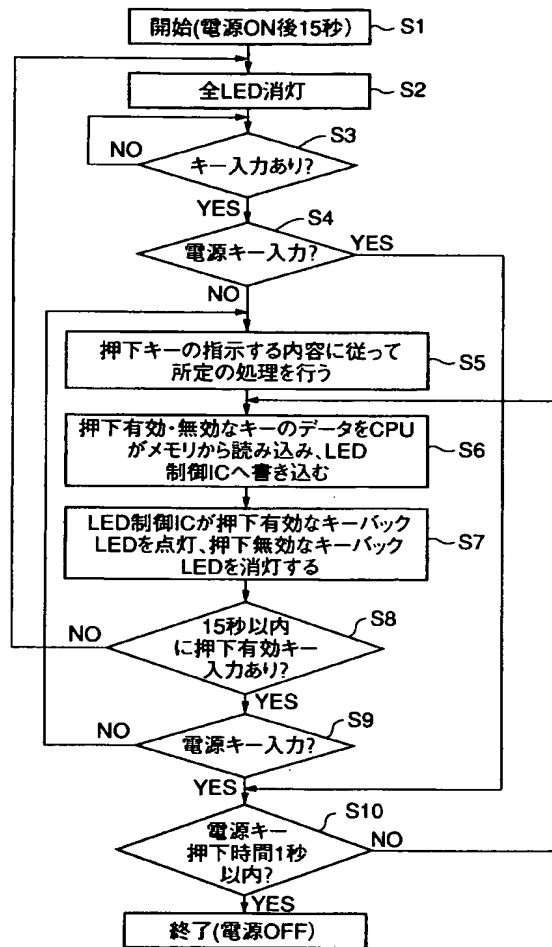 開始(電源ON後15秒)
S1
全LED消灯
S2
S3
NO
キー入力あり?
YES
S4
電源キー入力?
YES
NO
押下キーの指示する内容に従って
所定の処理を行う
S5
押下有効・無効なキーのデータをCPU
がメモリから読み込み、LED
制御ICへ書き込む
S6
LED制御ICが押下有効なキーバック
LEDを点灯、押下無効なキーバック
LEDを消灯する
S7
NO
15秒以内
に押下有効キー
入力あり?
S8
YES
NO
S9
電源キー入力?
YES
S10
電源キー
押下時間1秒
以内?
NO
YES
終了(電源OFF)